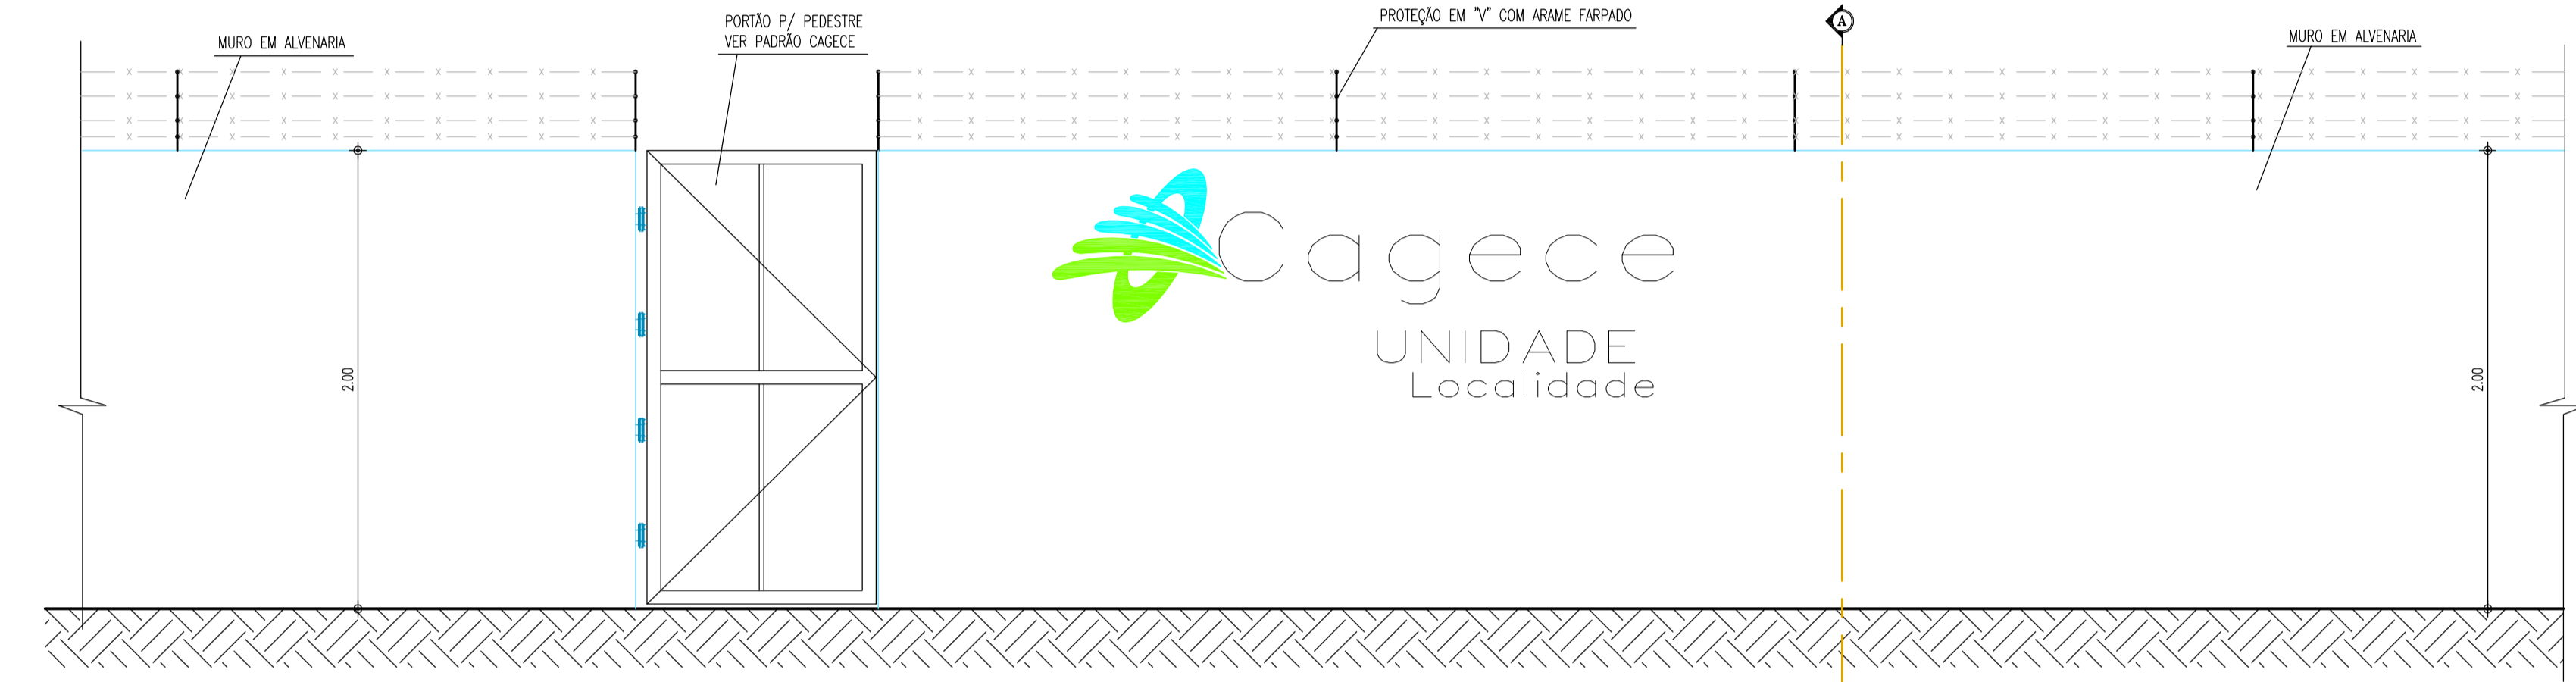 MURO EM ALVENARIA
PORTÃO P/ PEDESTRE
VER PADRÃO CAGECE
PROTEÇÃO EM "V" COM ARAME FARPADO
A
MURO EM ALVENARIA
Cagece
UNIDADE
Localidade
2.00
2.00